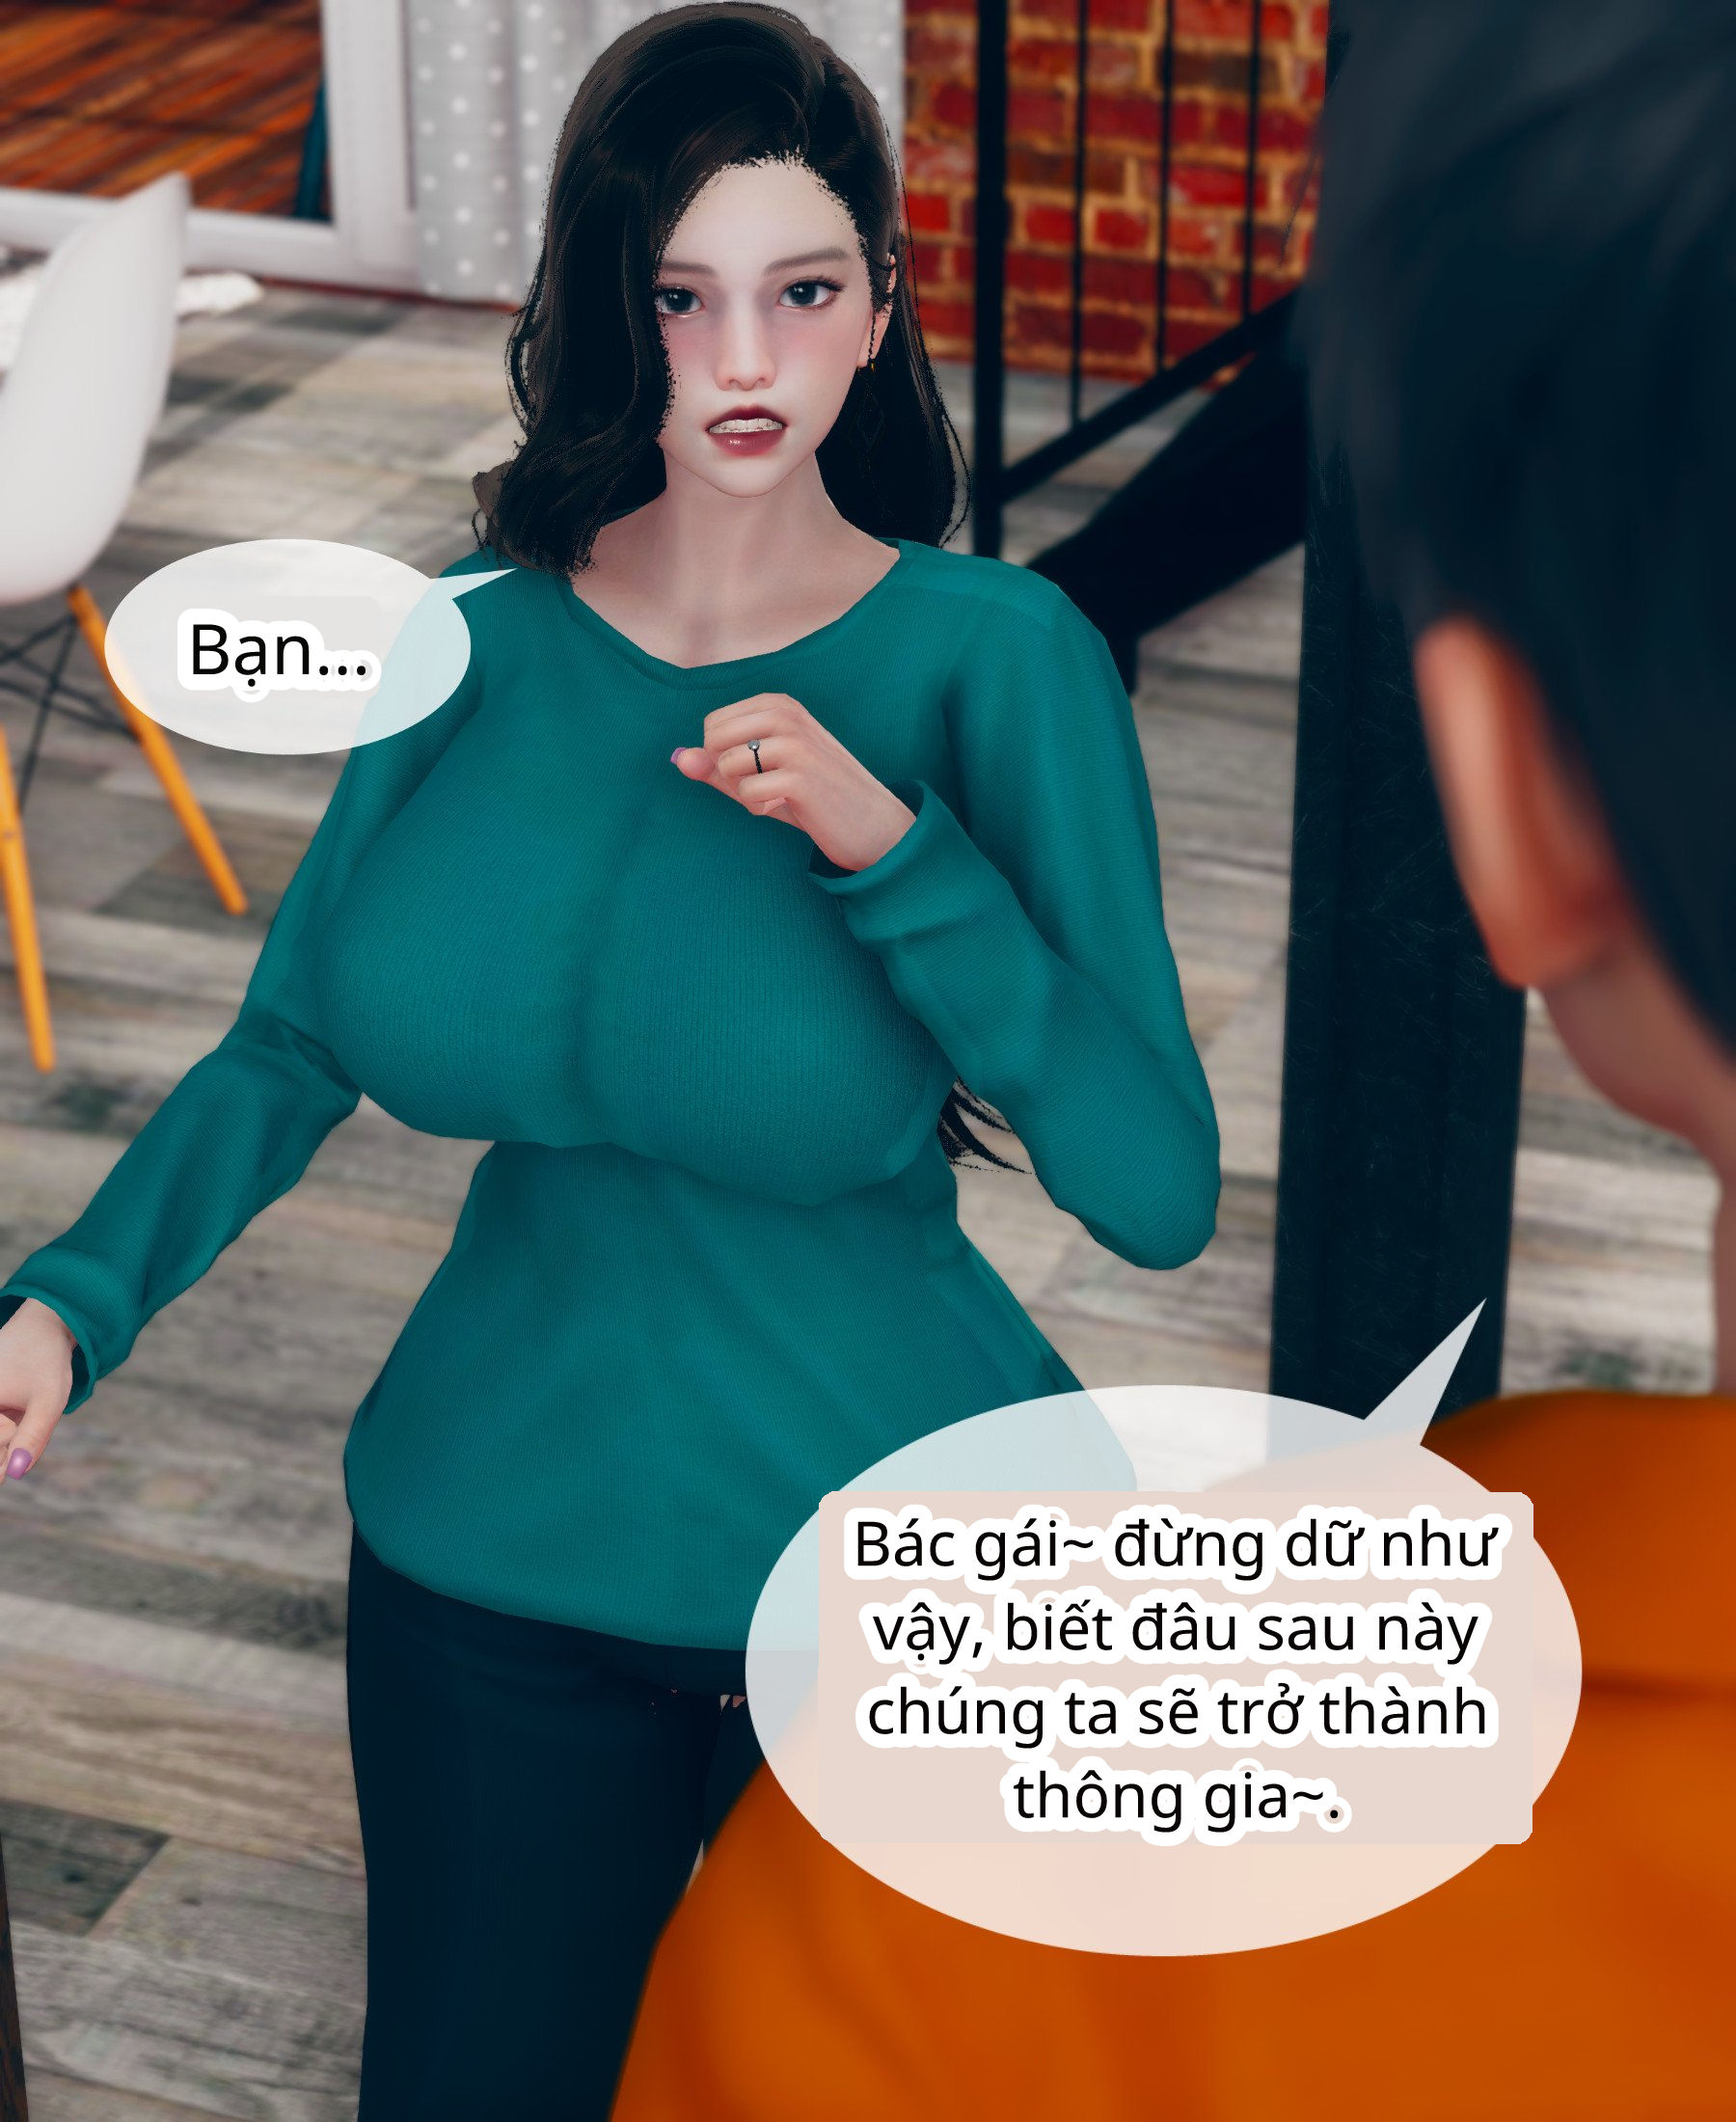 Bạn...
Bác gái~ đừng dữ như
vậy, biết đâu sau này
chúng ta sẽ trở thành
thông gia~.